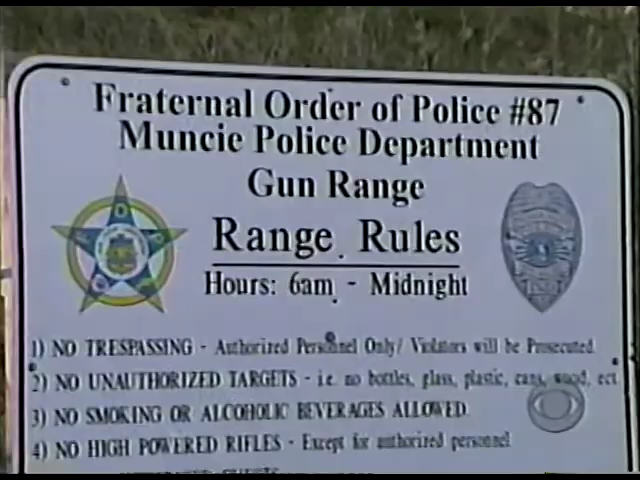 Fraternal Order of Police #87
Muncie Police Department
Gun Range
Range Rules
Hours: 6am - Midnight
1) NO TRESPASSING - Authorized Personnel Only/ Violators will be Prosecuted.
2) NO UNAUTHORIZED TARGETS - i.e. no bottles, glass, plastic, cans, wood, ect
3) NO SMOKING OR ALCOHOLIC BEVERAGES ALLOWED.
4) NO HIGH POWERED RIFLES - Except for authorized personnel